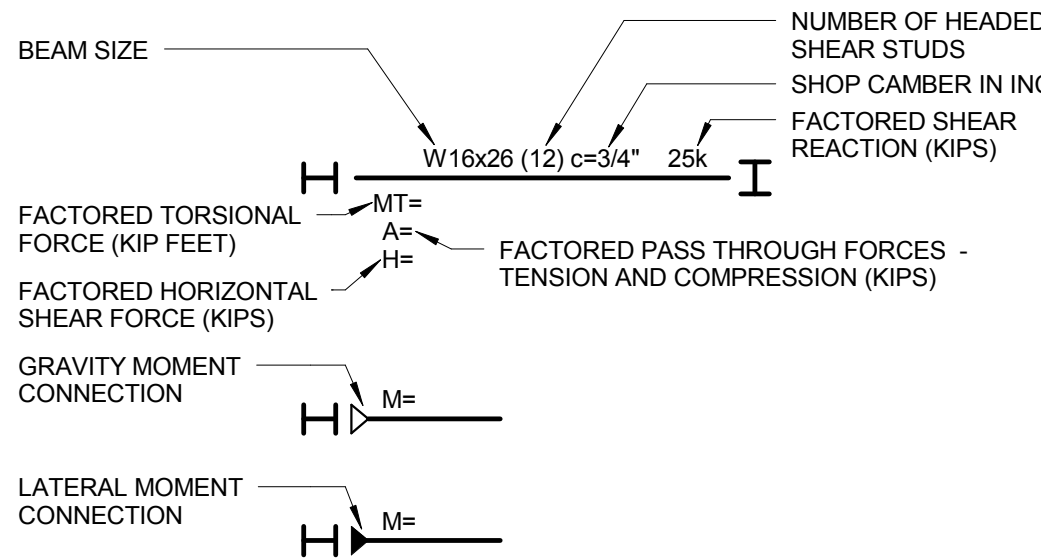 NUMBER OF HEADED
SHEAR STUDS
BEAM SIZE
SHOP CAMBER IN
FACTORED SHEAR
REACTION (KIPS)
W16x26 (12) c=3/4" 25k
FACTORED TORSIONAL
FORCE (KIP FEET)
MT=
A=
H=
FACTORED PASS THROUGH FORCES -
TENSION AND COMPRESSION (KIPS)
FACTORED HORIZONTAL
SHEAR FORCE (KIPS)
GRAVITY MOMENT
CONNECTION
M=
LATERAL MOMENT
CONNECTION
M=